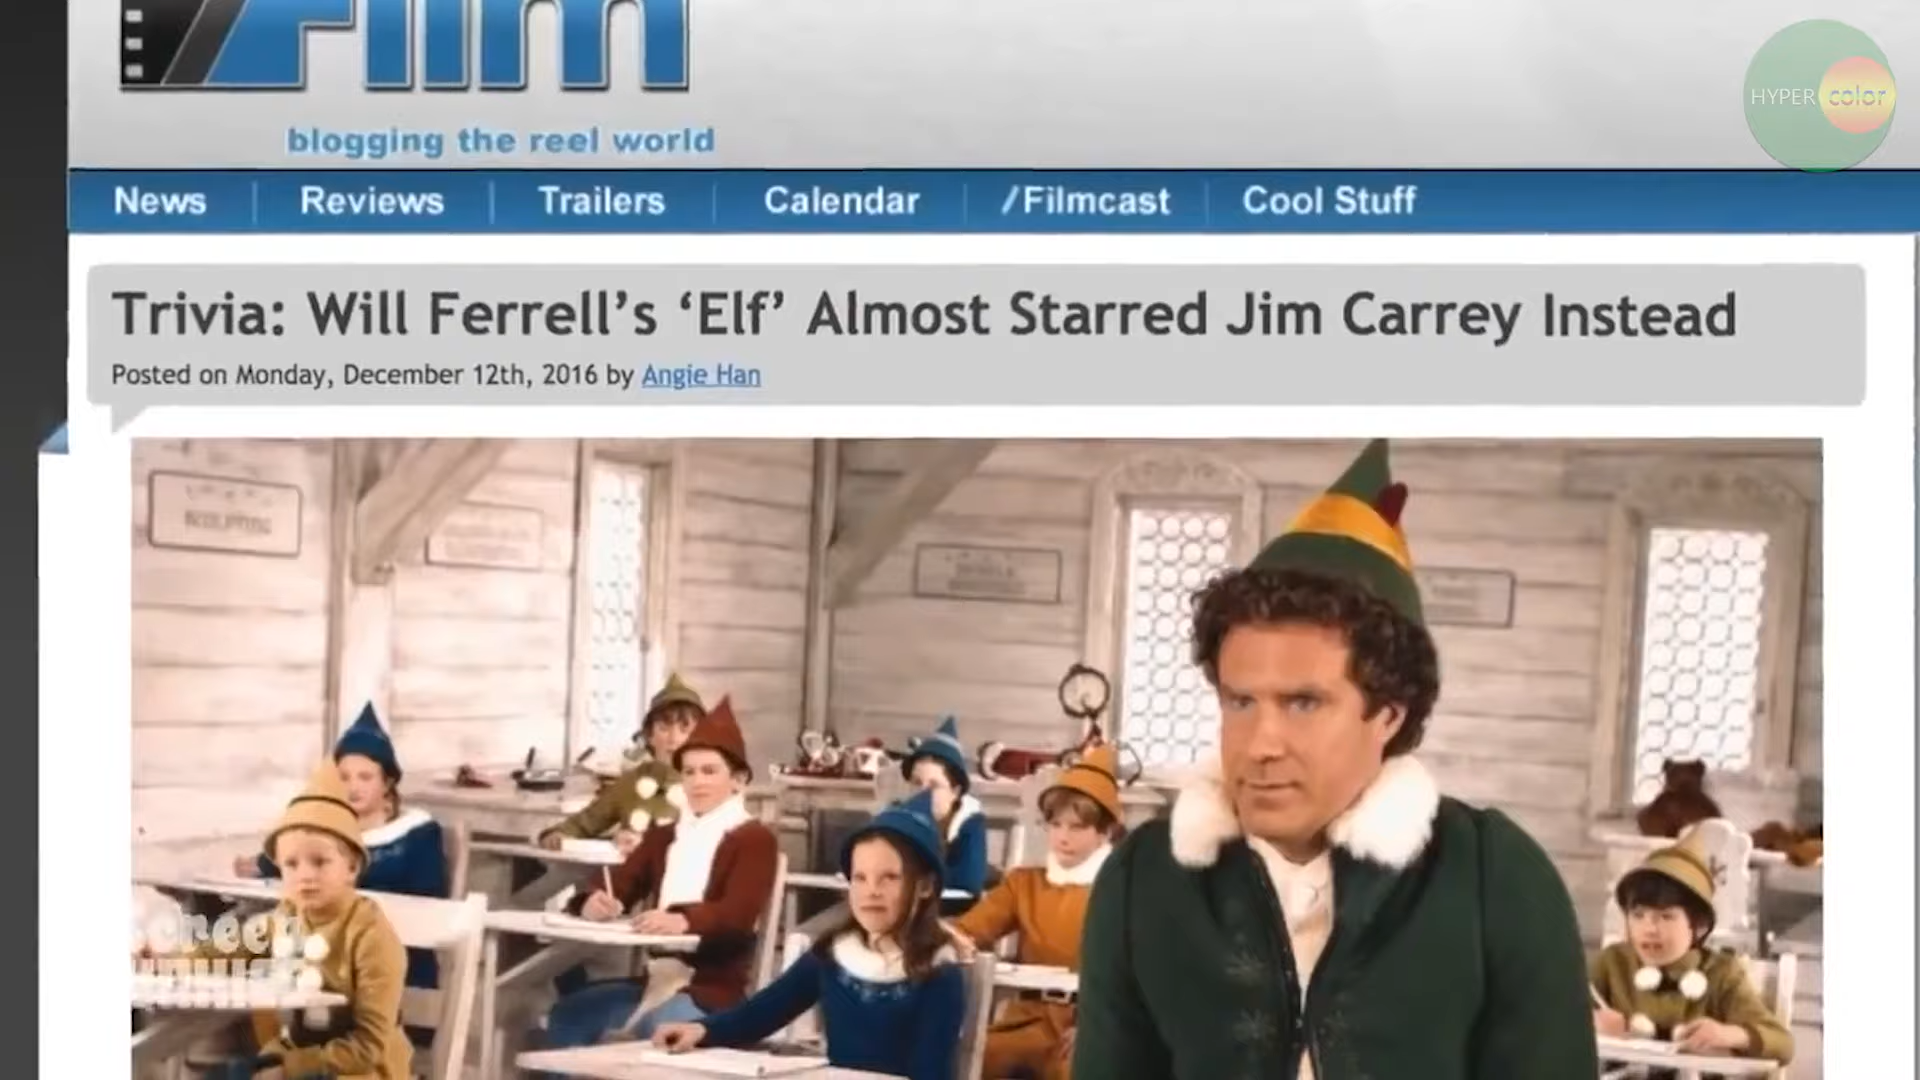 /Film
HYPER color
blogging the reel world
News
Reviews
Trailers
Calendar
/Filmcast
Cool Stuff
Trivia: Will Ferrell’s ‘Elf’ Almost Starred Jim Carrey Instead
Posted on Monday, December 12th, 2016 by Angie Han